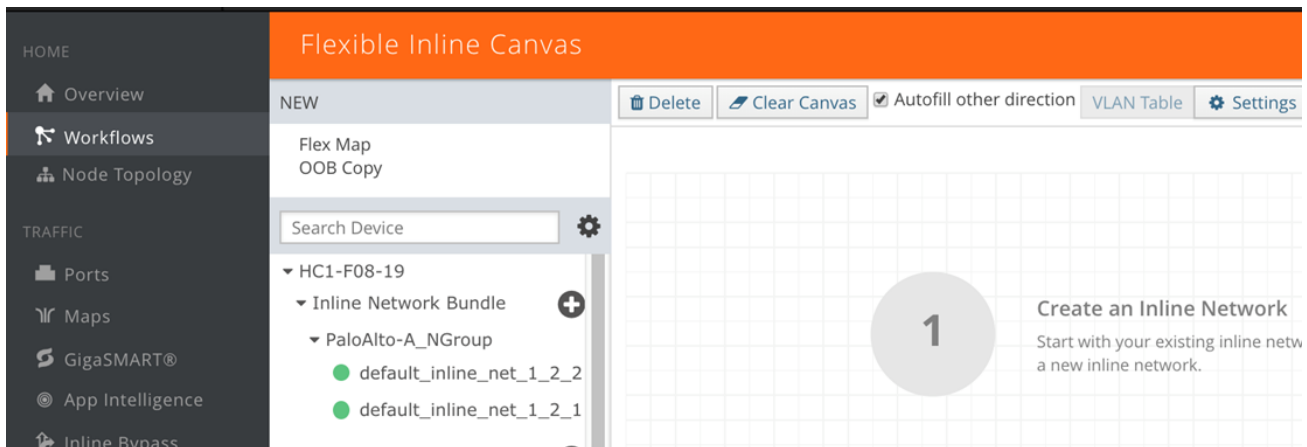 HOME
Overview
Workflows
Node Topology
TRAFFIC
Ports
Maps
GigaSMART®
App Intelligence
Inline Bypass
Flexible Inline Canvas
NEW
Flex Map
OOB Copy
Search Device
HC1-F08-19
Inline Network Bundle
PaloAlto-A_NGroup
default_inline_net_1_2_2
default_inline_net_1_2_1
Delete
Clear Canvas
Autofill other direction
VLAN Table
Settings
1
Create an Inline Network
Start with your existing inline netw
a new inline network.